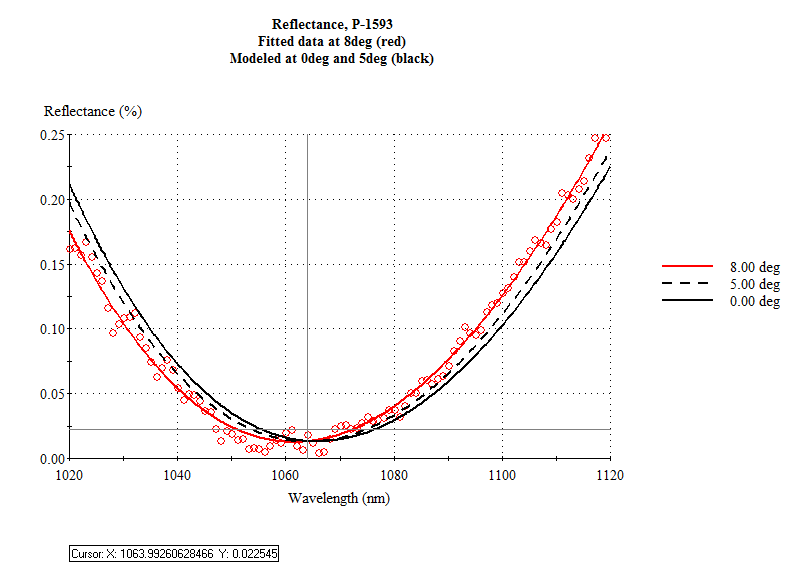 Reflectance, P-1593
Fitted data at 8deg (red)
Modeled at 0deg and 5deg (black)
Reflectance (%)
0.25
0.20
0.15
0.10
0.05
0.00
1020 1040 1060 1080 1100 1120
Wavelength (nm)
8.00 deg
5.00 deg
0.00 deg
Cursor: X: 1063.99260628466 Y: 0.022545